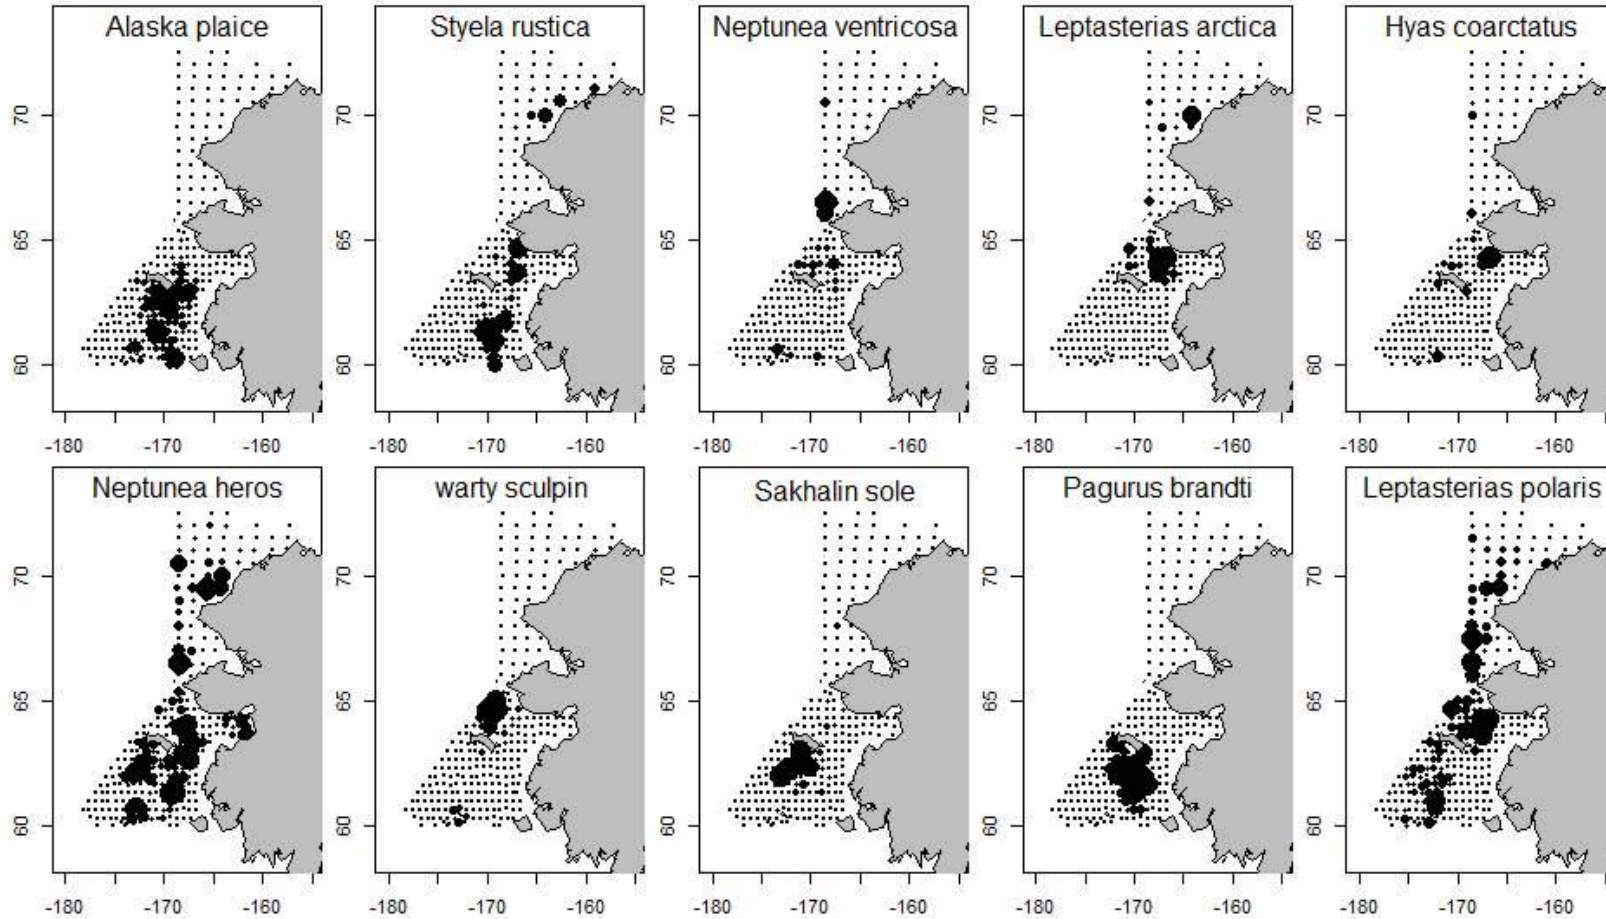 Alaska plaice
Styela rustica
Neptunea ventricosa
Leptasterias arctica
Hyas coarctatus
70
65
60
70
65
60
70
65
60
70
65
60
70
65
60
-180 -170 -160
-180 -170 -160
-180 -170 -160
-180 -170 -160
-180 -170 -160
Neptunea heros
warty sculpin
Sakhalin sole
Pagurus brandti
Leptasterias polaris
70
65
60
70
65
60
70
65
60
70
65
60
70
65
60
-180 -170 -160
-180 -170 -160
-180 -170 -160
-180 -170 -160
-180 -170 -160